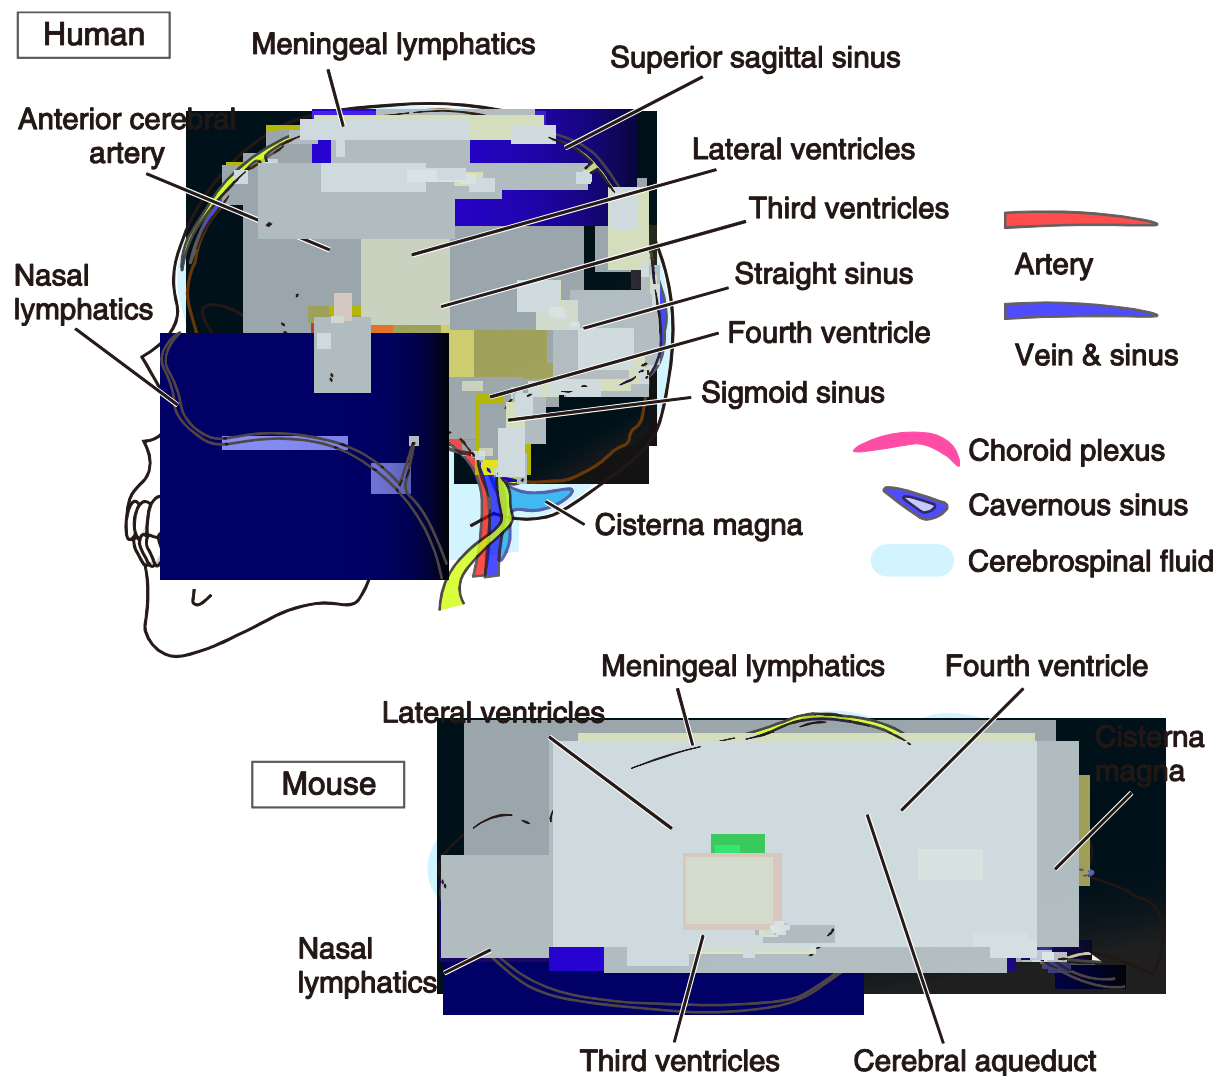 Human
Meningeal lymphatics
Superior sagittal sinus
Anterior cerebral
artery
Lateral ventricles
Third ventricles
Nasal
lymphatics
Straight sinus
Fourth ventricle
Sigmoid sinus
Cisterna magna
Artery
Vein & sinus
Choroid plexus
Cavernous sinus
Cerebrospinal fluid
Mouse
Meningeal lymphatics
Fourth ventricle
Lateral ventricles
Cisterna
magna
Nasal
lymphatics
Third ventricles
Cerebral aqueduct